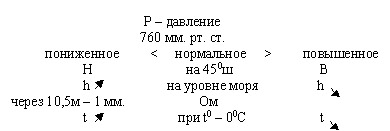 Р – давление
760 мм. рт. ст.
пониженное < нормальное > повышенное
Н на 45⁰ш В
h на уровне моря h
через 10,5м – 1 мм. Ом
t при t⁰ – 0⁰С t